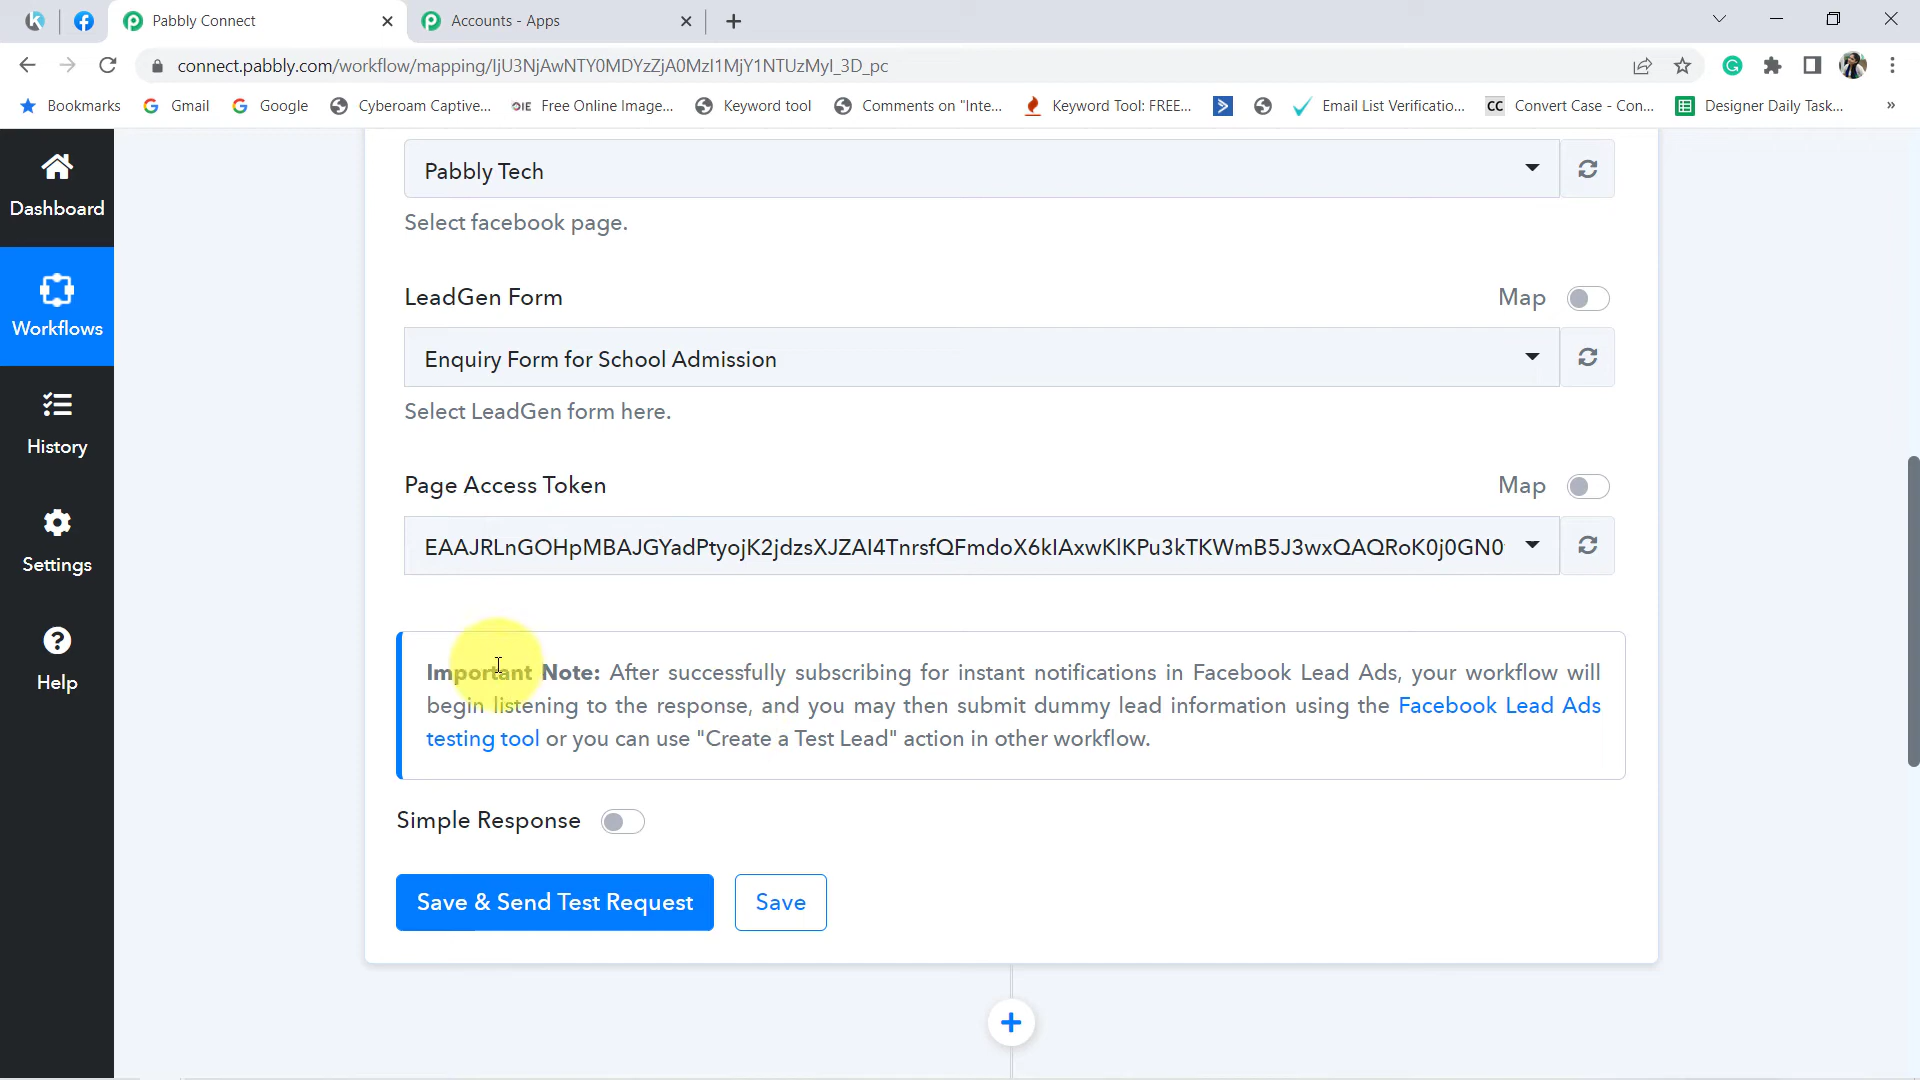 Pabbly Connect
Accounts - Apps
connect.pabbly.com/workflow/mapping/IjU3NjAwNTY0MDYzZjA0MzI1MjY1NTUzMyI_3D_pc
Bookmarks
Gmail
Google
Cyberoam Captive...
OIE Free Online Image...
Keyword tool
Comments on "Inte...
Keyword Tool: FREE...
Email List Verificatio...
CC Convert Case - Con...
Designer Daily Task...
»
Dashboard
Workflows
History
Settings
Help
Pabbly Tech
Select facebook page.
LeadGen Form
Map
Enquiry Form for School Admission
Select LeadGen form here.
Page Access Token
Map
EAAJRLnGOHpMBAJGYadPtyojK2jdzsXJZAI4TnrsfQFmdoX6kIAxwKlKPu3kTKWmB5J3wxQAQRoK0j0GN0
Important Note: After successfully subscribing for instant notifications in Facebook Lead Ads, your workflow will
begin listening to the response, and you may then submit dummy lead information using the Facebook Lead Ads
testing tool or you can use "Create a Test Lead" action in other workflow.
Simple Response
Save & Send Test Request
Save